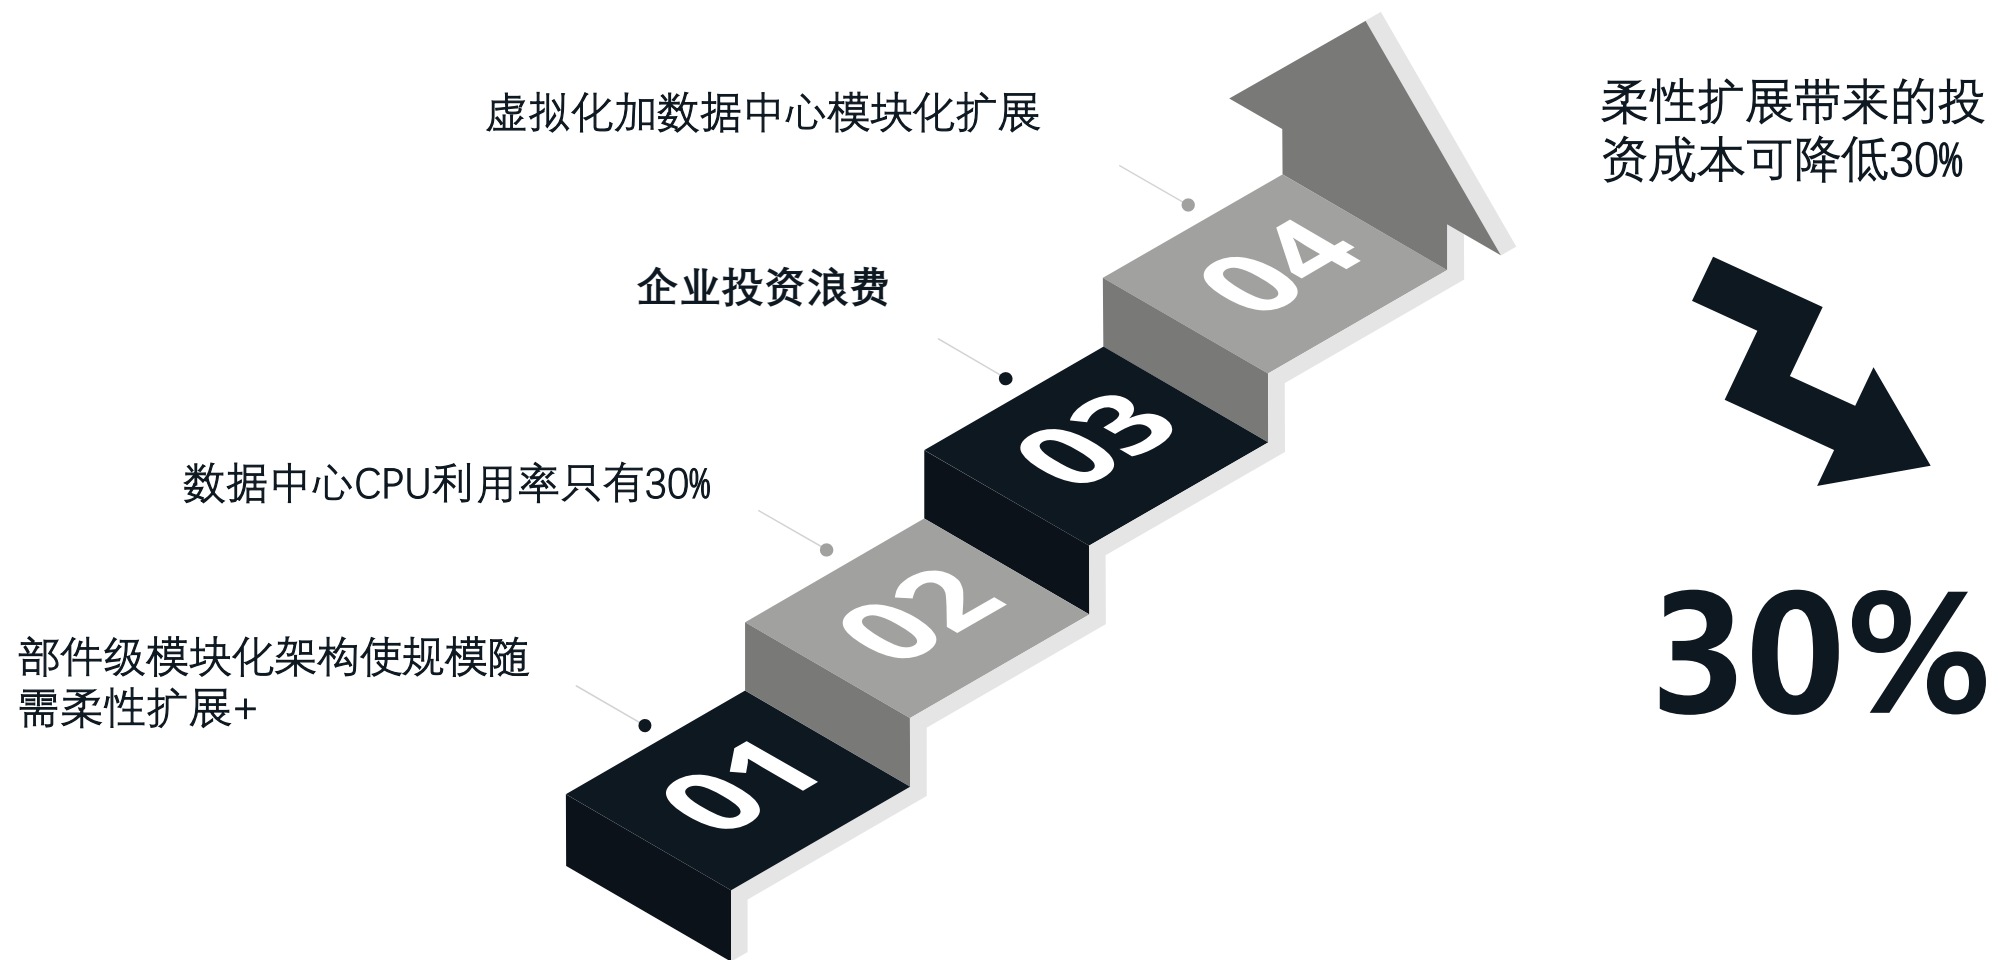 虚拟化加数据中心模块化扩展
柔性扩展带来的投
资成本可降低30%
04
企业投资浪费
03
数据中心CPU利用率只有30%
02
30%
部件级模块化架构使规模随
需柔性扩展+
01